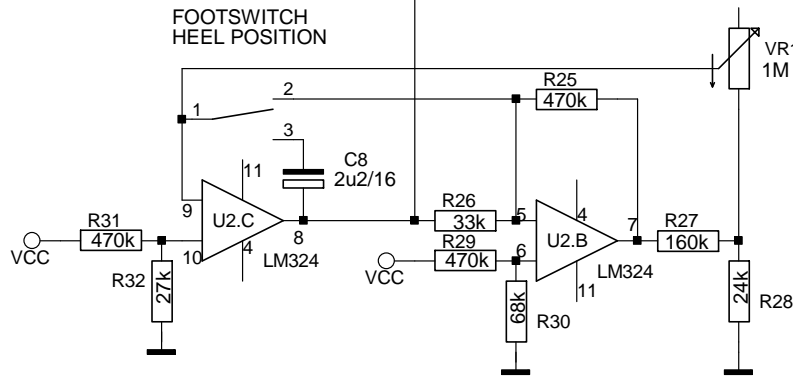 FOOTSWITCH
HEEL POSITION
VR1
1M
2
R25
470k
1
3
C8
2u2/16
11
9
U2.C
R26
33k
5
4
7
R27
160k
R31
470k
8
R29
470k
6
U2.B
VCC
10
4
LM324
VCC
LM324
R32
27k
11
24k
R28
68k
R30